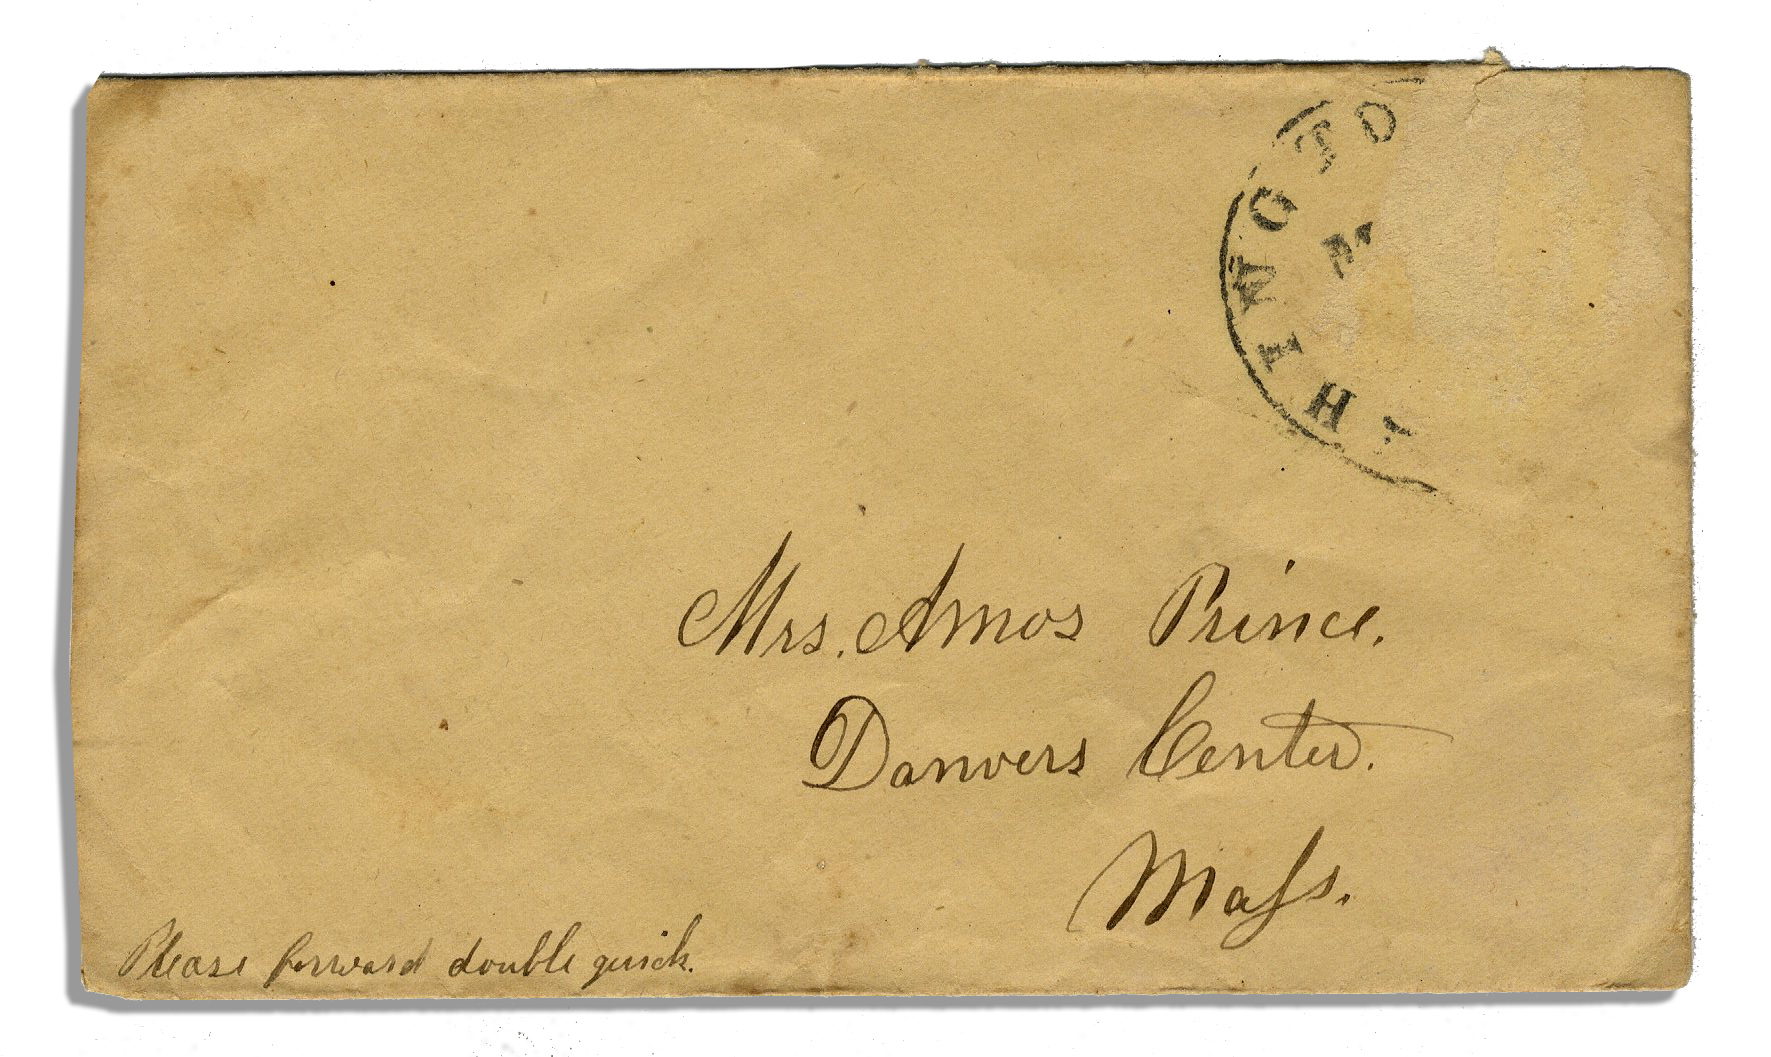 HINGTO
Mrs. Amos Prince.
Danvers Center.
Mass.
Please forward double quick.